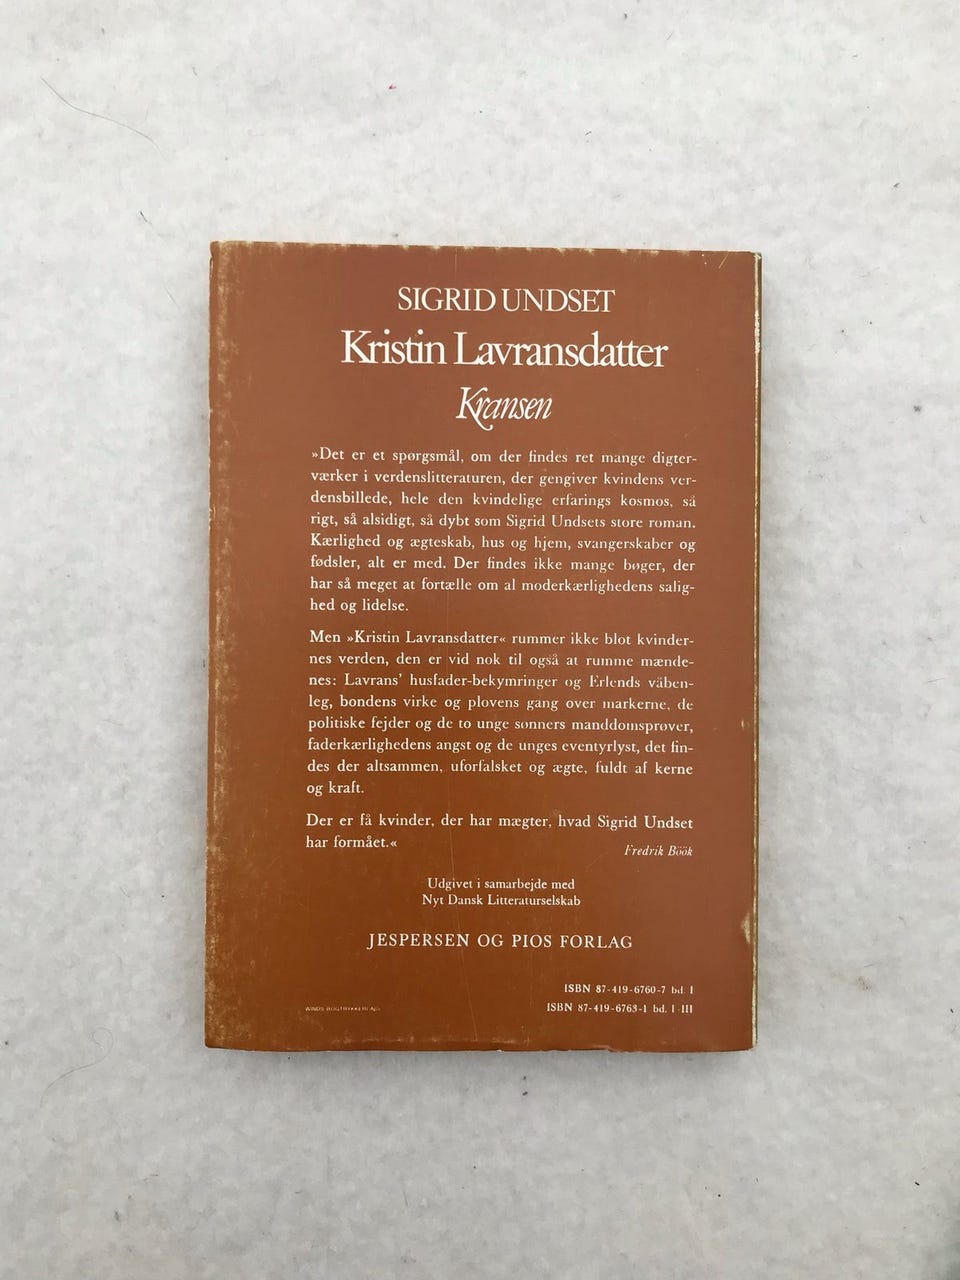 SIGRID UNDSET
Kristin Lavransdatter
Kransen
»Det er et spørgsmål, om der findes ret mange digter-
værker i verdenslitteraturen, der gengiver kvindens ver-
densbillede, hele den kvindelige erfarings kosmos, så
rigt, så alsidigt, så dybt som Sigrid Undsets store roman.
Kærlighed og ægteskab, hus og hjem, svangerskaber og
fødsler, alt er med. Der findes ikke mange bøger, der
har så meget at fortælle om al moderkærlighedens salig-
hed og lidelse.
Men »Kristin Lavransdatter« rummer ikke blot kvinder-
nes verden, den er vid nok til også at rumme mænde-
nes: Lavrans' husfader-bekymringer og Erlends våben-
leg, bondens virke og plovens gang over markerne, de
politiske fejder og de to unge sønners manddomsprøver,
faderkærlighedens angst og de unges eventyrlyst, det fin-
des der altsammen, uforfalsket og ægte, fuldt af kerne
og kraft.
Der er få kvinder, der har mægter, hvad Sigrid Undset
har formået.«
Fredrik Böök
Udgivet i samarbejde med
Nyt Dansk Litteraturselskab
JESPERSEN OG PIOS FORLAG
ISBN 87-419-6760-7 bd. I
WINDS BOGTRYKKERI A/S
ISBN 87-419-6763-1 bd. I-III